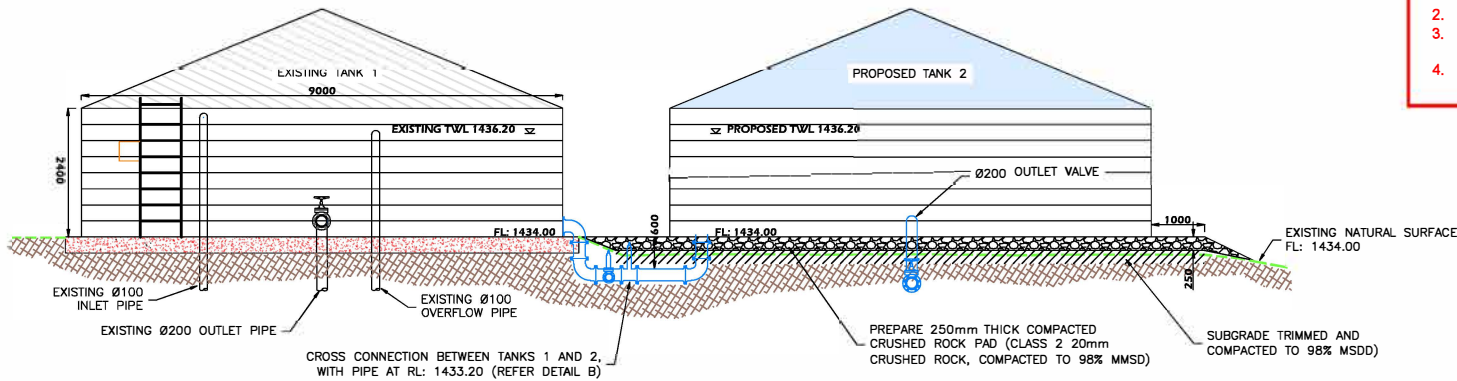 2.
3.
4.
EXISTING TANK 1
9000
PROPOSED TANK 2
EXISTING TWL 1436.20
PROPOSED TWL 1436.20
2400
Ø200 OUTLET VALVE
1000
FL: 1434.00
600
FL: 1434.00
EXISTING NATURAL SURFACE
FL: 1434.00
250
EXISTING Ø100
INLET PIPE
EXISTING Ø200 OUTLET PIPE
EXISTING Ø100
OVERFLOW PIPE
CROSS CONNECTION BETWEEN TANKS 1 AND 2,
WITH PIPE AT RL: 1433.20 (REFER DETAIL B)
PREPARE 250mm THICK COMPACTED
CRUSHED ROCK PAD (CLASS 2 20mm
CRUSHED ROCK, COMPACTED TO 98% MMSD)
SUBGRADE TRIMMED AND
COMPACTED TO 98% MSDD)